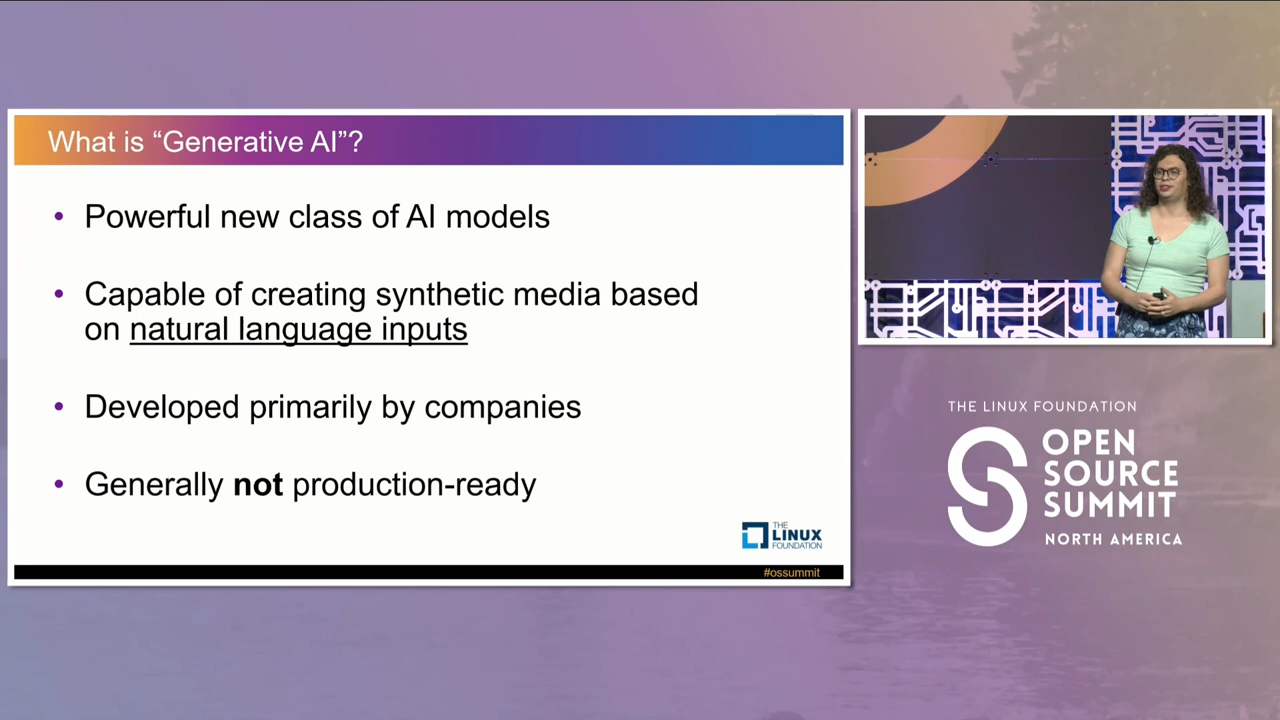 What is “Generative AI”?
• Powerful new class of AI models
• Capable of creating synthetic media based
on natural language inputs
• Developed primarily by companies
• Generally not production-ready
THE
LINUX
FOUNDATION
#ossummit
THE LINUX FOUNDATION
OPEN
SOURCE
SUMMIT
NORTH AMERICA